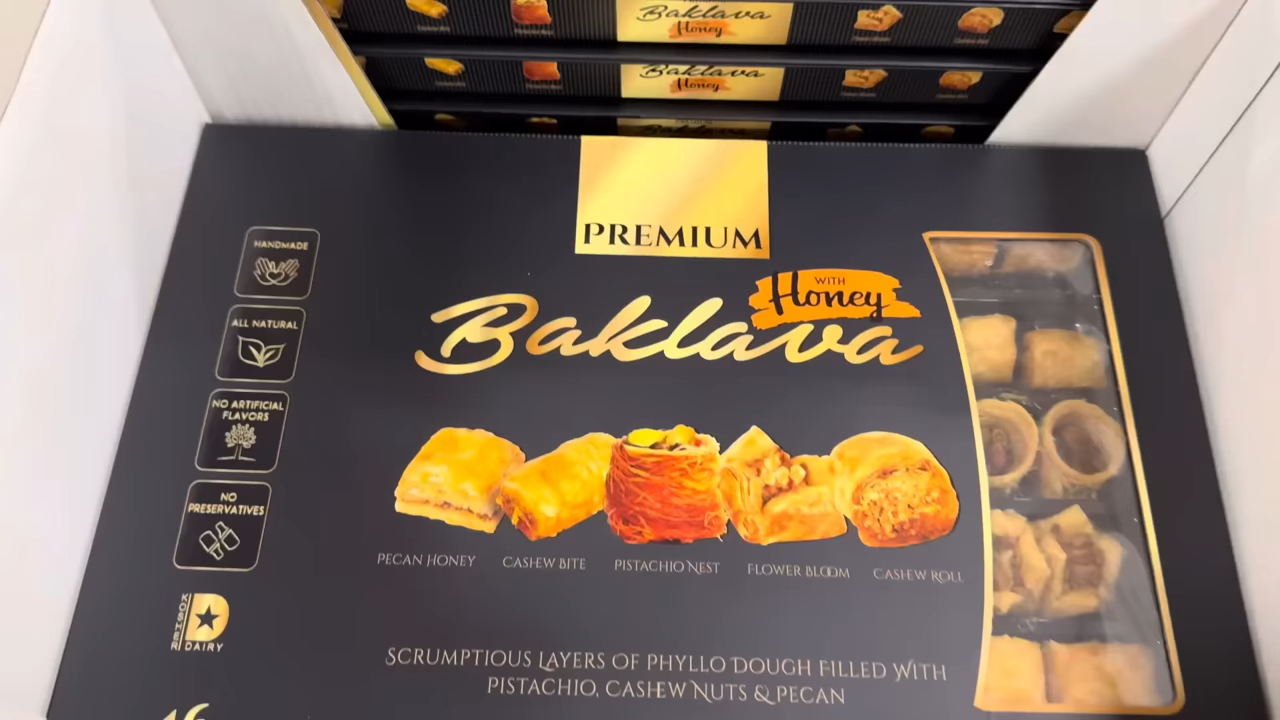 Baklava
Honey
Baklava
Honey
PREMIUM
WITH
Honey
Baklava
HANDMADE
ALL NATURAL
NO ARTIFICIAL
FLAVORS
NO
PRESERVATIVES
KOSHER
D
DAIRY
PECAN HONEY
CASHEW BITE
PISTACHIO NEST
FLOWER BLOOM
CASHEW ROLL
SCRUMPTIOUS LAYERS OF PHYLLO DOUGH FILLED WITH
PISTACHIO, CASHEW NUTS & PECAN